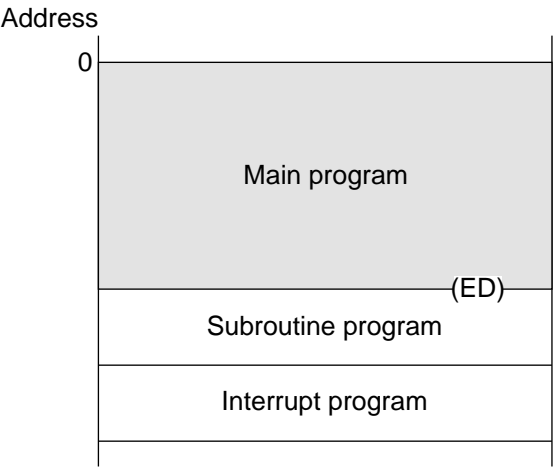 Address
0
Main program
(ED)
Subroutine program
Interrupt program